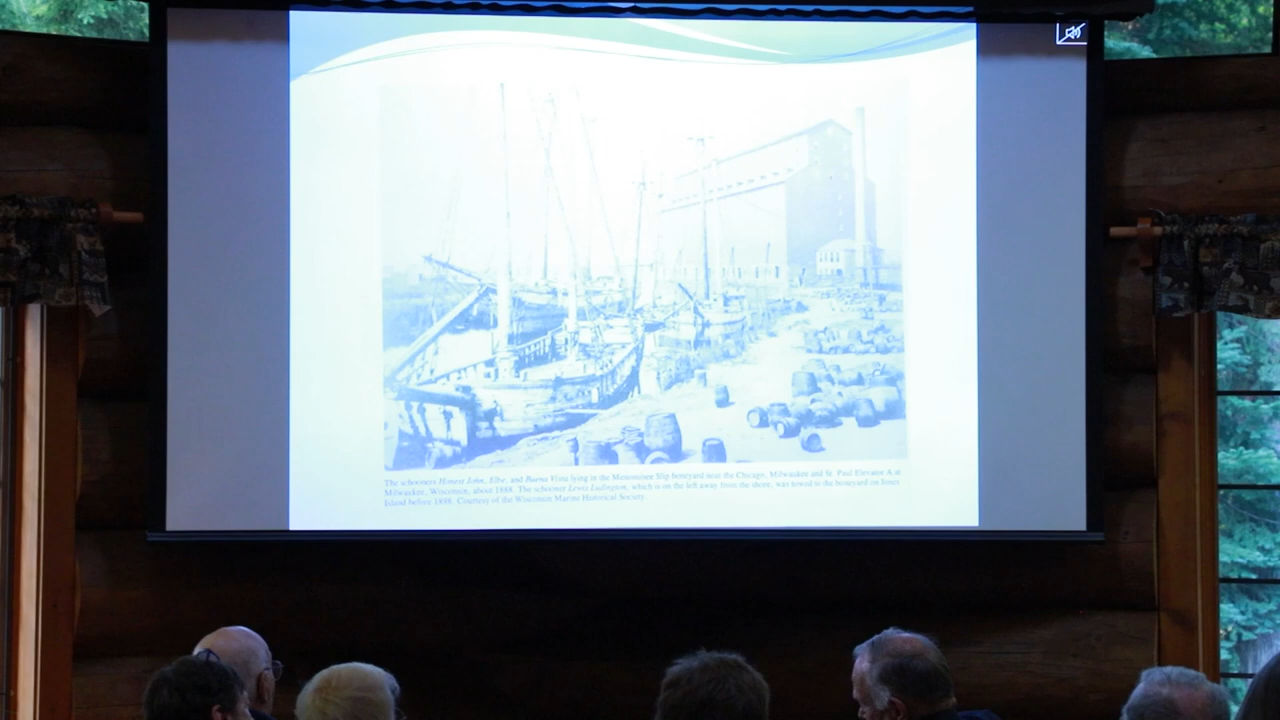 The schooners Honest John, Elbe, and Buena Vista lying in the Menomonee Slip boneyard near the Chicago, Milwaukee and St. Paul Elevator A at
Milwaukee, Wisconsin, about 1888. The schooner Lewis Ludington, which is on the left away from the shore, was towed to the boneyard on Jones
Island before 1898. Courtesy of the Wisconsin Marine Historical Society